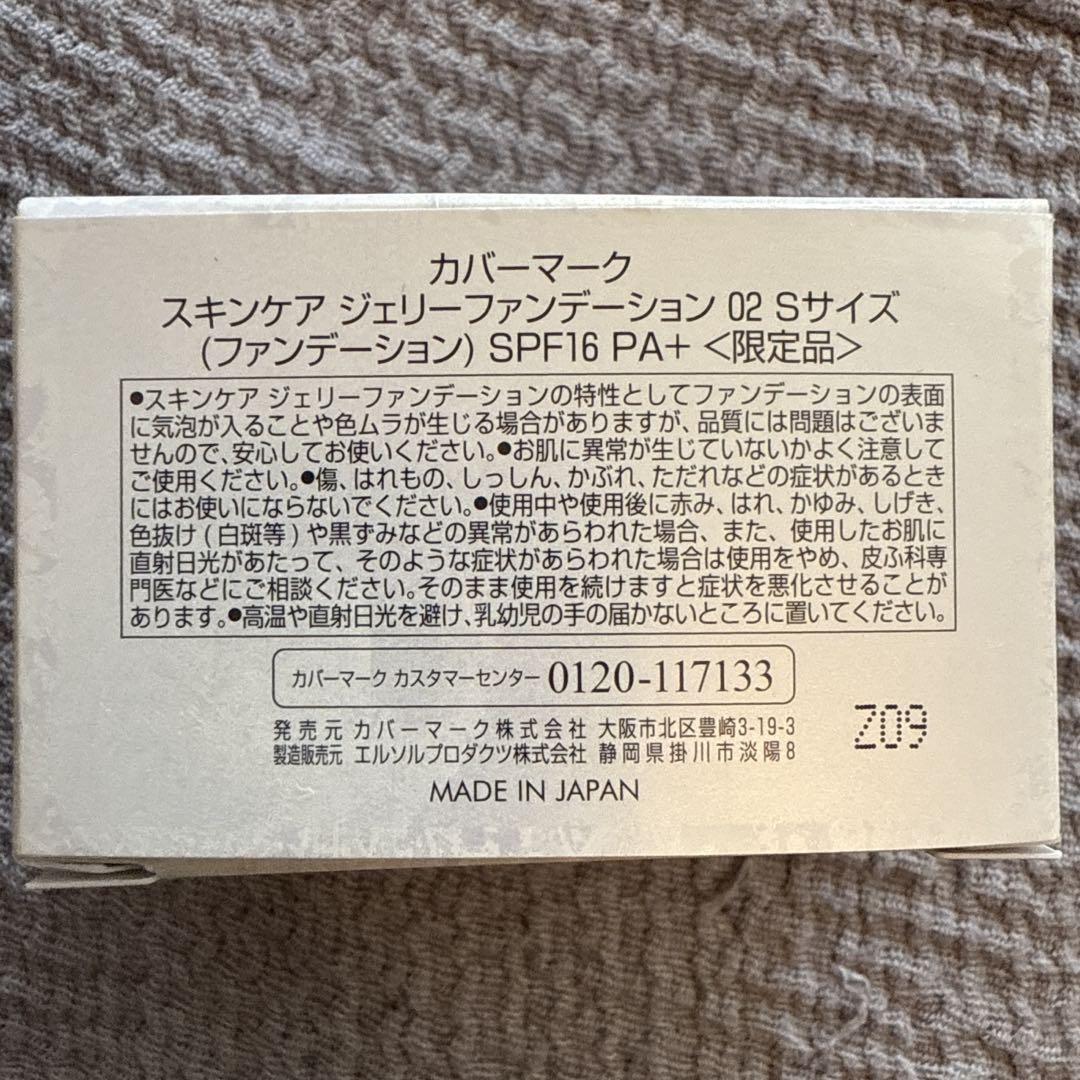 カバーマーク
スキンケア ジェリーファンデーション 02 Sサイズ
(ファンデーション) SPF16 PA+ <限定品>
●スキンケア ジェリーファンデーションの特性としてファンデーションの表面
に気泡が入ることや色ムラが生じる場合がありますが、品質には問題はございま
せんので、安心してお使いください。●お肌に異常が生じていないかよく注意して
ご使用ください。●傷、はれもの、しっしん、かぶれ、ただれなどの症状があるとき
にはお使いにならないでください。●使用中や使用後に赤み、はれ、かゆみ、しげき、
色抜け(白斑等)や黒ずみなどの異常があらわれた場合、また、使用したお肌に
直射日光があたって、そのような症状があらわれた場合は使用をやめ、皮ふ科専
門医などにご相談ください。そのまま使用を続けますと症状を悪化させることが
あります。●高温や直射日光を避け、乳幼児の手の届かないところに置いてください。
カバーマーク カスタマーセンター 0120-117133
発売元 カバーマーク株式会社 大阪市北区豊崎3-19-3
製造販売元 エルソルプロダクツ株式会社 静岡県掛川市淡陽8
Z09
MADE IN JAPAN